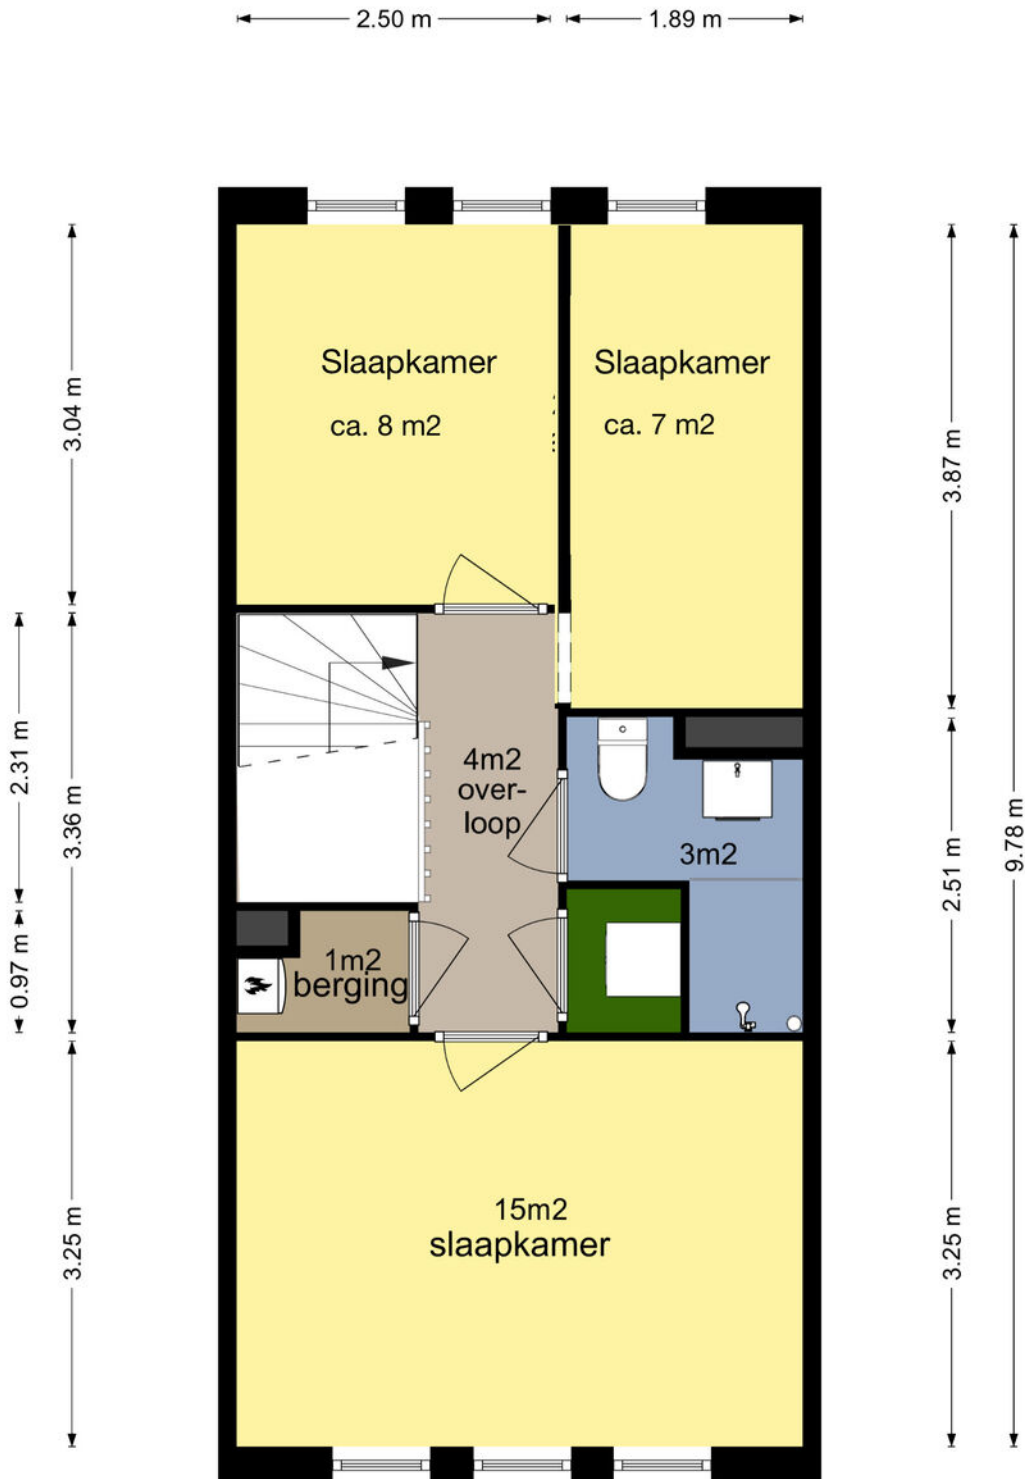 2.50 m
1.89 m
Slaapkamer
ca. 8 m2
Slaapkamer
ca. 7 m2
3.04 m
3.87 m
9.78 m
2.31 m
3.36 m
4m2
over-
loop
3m2
2.51 m
0.97 m
1m2
berging
3.25 m
15m2
slaapkamer
3.25 m